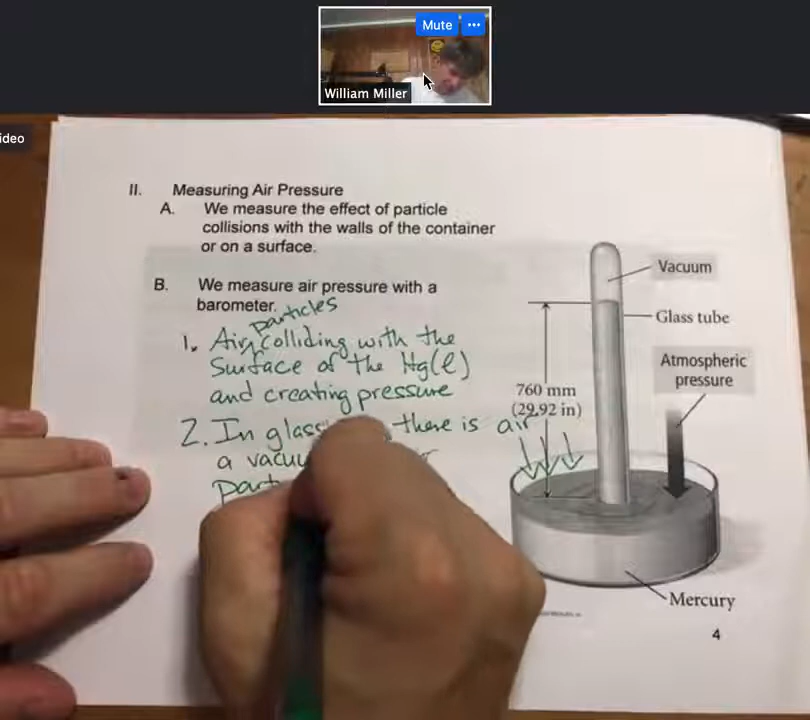 Mute
William Miller
ideo
II. Measuring Air Pressure
A. We measure the effect of particle
collisions with the walls of the container
or on a surface.
B. We measure air pressure with a
barometer.
particles
1. Air colliding with the
Surface of the Hg(l)
and creating pressure
2. In glass there is
a vacuu
part
air
Vacuum
Glass tube
Atmospheric
pressure
760 mm
(29.92 in)
Mercury
4